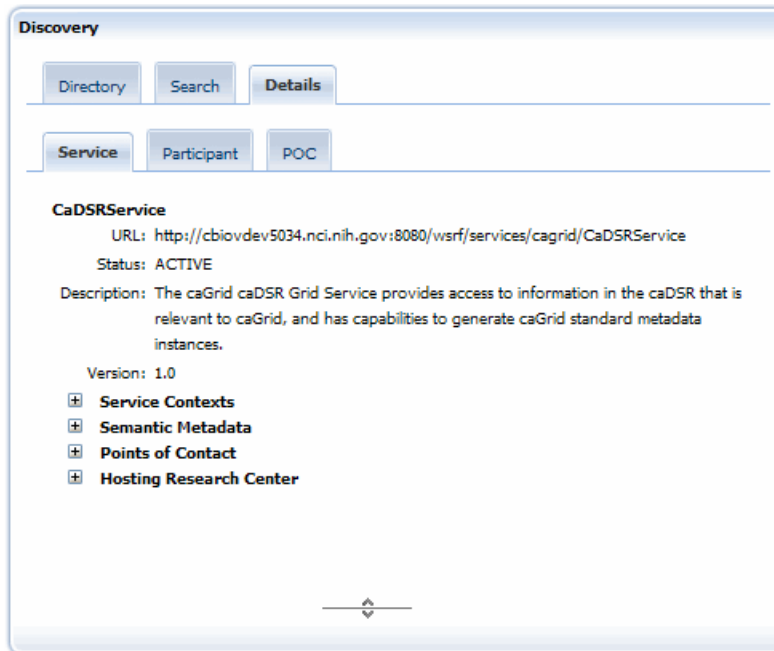 Discovery
Directory Search Details
Service Participant POC
CaDSRService
URL: http://cbiovdev5034.nci.nih.gov:8080/wsrf/services/cagrid/CaDSRService
Status: ACTIVE
Description: The caGrid caDSR Grid Service provides access to information in the caDSR that is
relevant to caGrid, and has capabilities to generate caGrid standard metadata
instances.
Version: 1.0
Service Contexts
Semantic Metadata
Points of Contact
Hosting Research Center